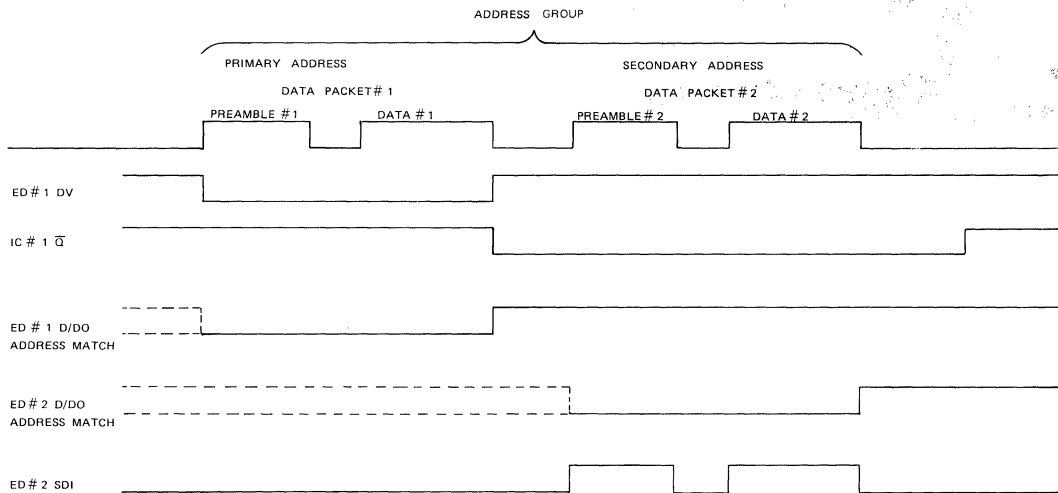 ADDRESS GROUP
PRIMARY ADDRESS
SECONDARY ADDRESS
DATA PACKET # 1
DATA PACKET # 2
PREAMBLE # 1
DATA # 1
PREAMBLE # 2
DATA # 2
ED # 1 DV
IC # 1 Q̅
ED # 1 D/DO
ADDRESS MATCH
ED # 2 D/DO
ADDRESS MATCH
ED # 2 SDI